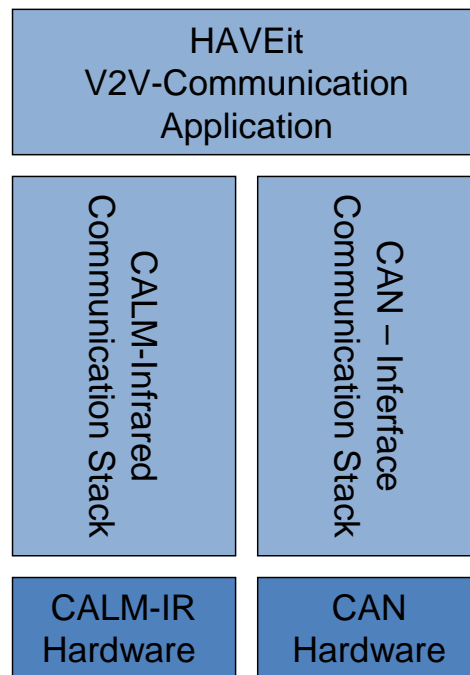 HAVEit
V2V-Communication
Application
CALM-Infrared
Communication Stack
CAN – Inferface
Communication Stack
CALM-IR
Hardware
CAN
Hardware